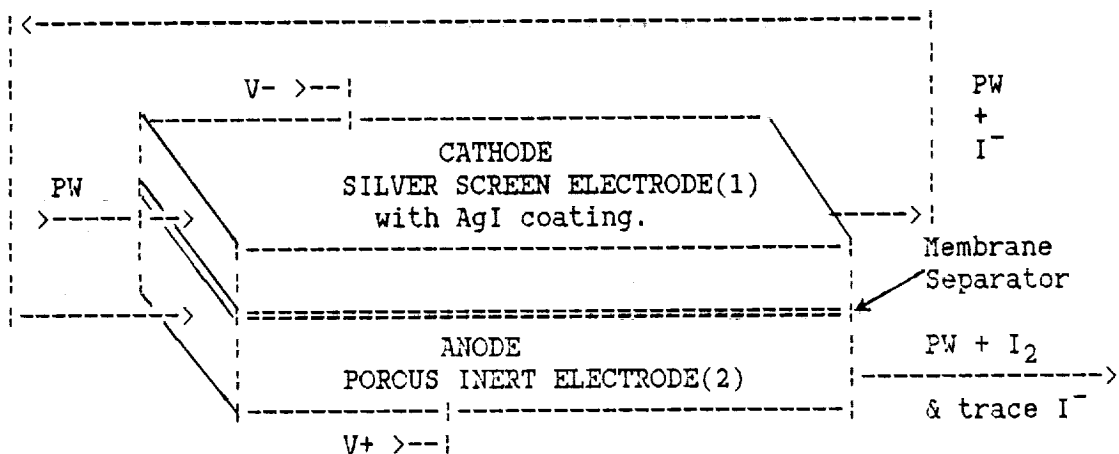 V- >--
PW
+
I⁻
CATHODE
SILVER SCREEN ELECTRODE(1)
with AgI coating.
PW
Membrane
Separator
ANODE
PORCUS INERT ELECTRODE(2)
PW + I₂
& trace I⁻
V+ >--